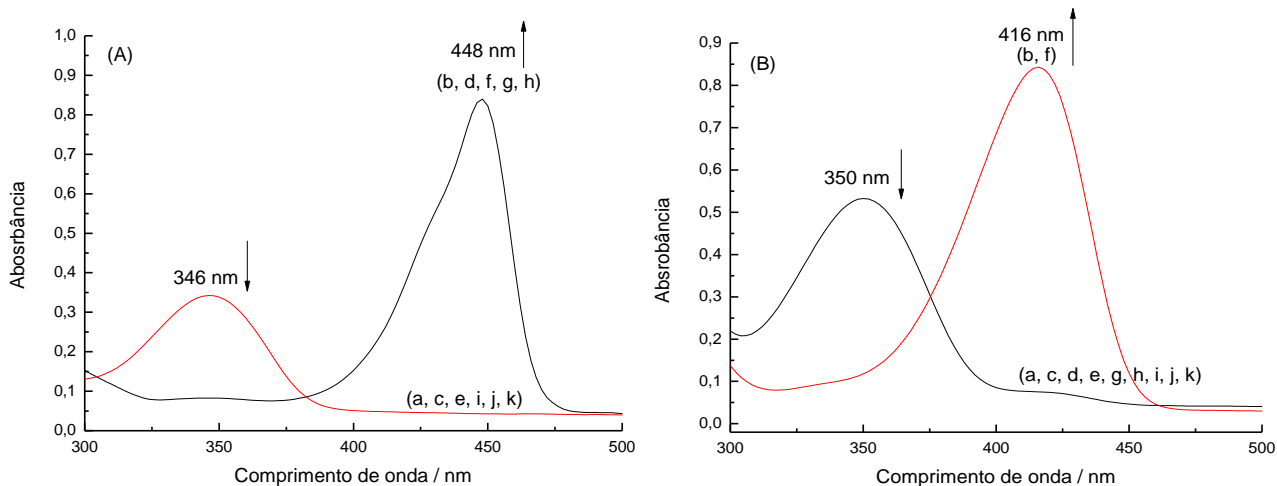 (A)
Abosrbância
1,0
0,9
0,8
0,7
0,6
0,5
0,4
0,3
0,2
0,1
0,0
448 nm
(b, d, f, g, h)
346 nm
(a, c, e, i, j, k)
300 350 400 450 500
Comprimento de onda / nm
(B)
Absrobância
0,9
0,8
0,7
0,6
0,5
0,4
0,3
0,2
0,1
0,0
416 nm
(b, f)
350 nm
(a, c, d, e, g, h, i, j, k)
300 350 400 450 500
Comprimento de onda / nm